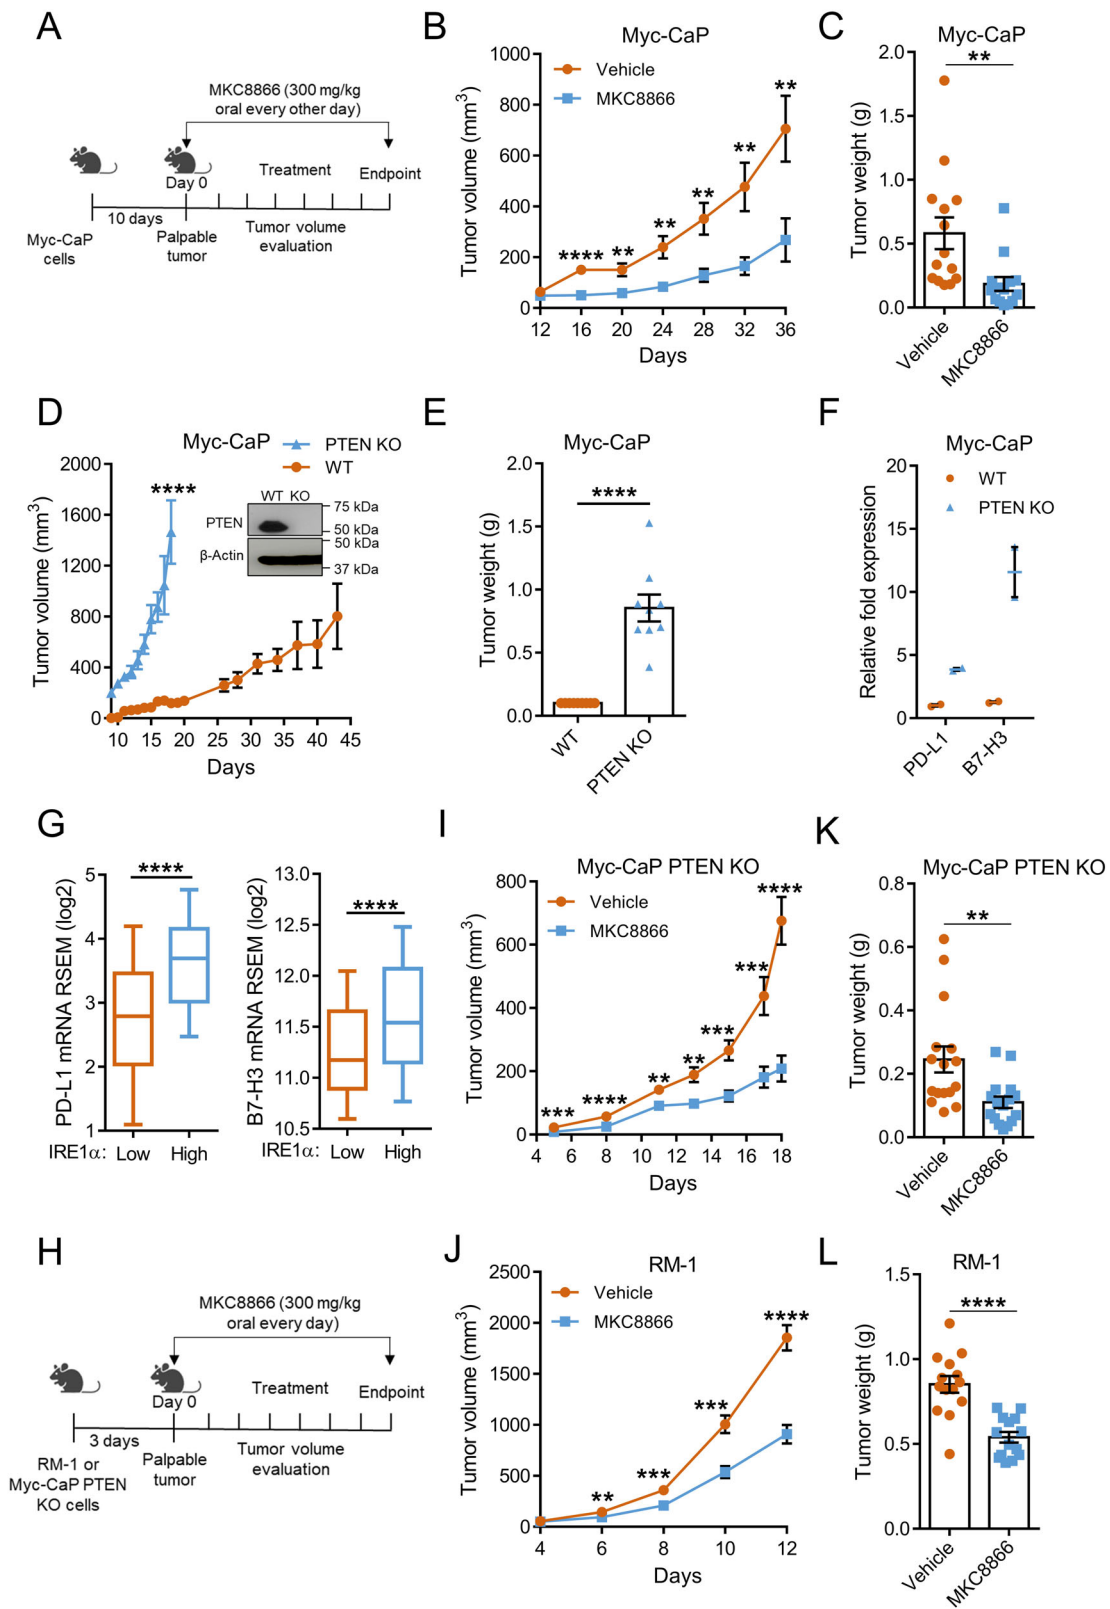 A
MKC8866 (300 mg/kg
oral every other day)
Day 0
Treatment
Endpoint
10 days
Myc-CaP
cells
Palpable
tumor
Tumor volume
evaluation
B
Myc-CaP
Vehicle
MKC8866
Tumor volume (mm³)
1000
800
600
400
200
0
**** ** ** ** ** **
12 16 20 24 28 32 36
Days
C
Myc-CaP
**
Tumor weight (g)
2.0
1.5
1.0
0.5
0.0
Vehicle
MKC8866
D
Myc-CaP
PTEN KO
WT
Tumor volume (mm³)
2000
1600
1200
800
400
0
****
WT KO
PTEN
75 kDa
50 kDa
β-Actin
50 kDa
37 kDa
10 15 20 25 30 35 40 45
Days
E
Myc-CaP
****
Tumor weight (g)
2.0
1.5
1.0
0.5
0.0
WT
PTEN KO
F
Myc-CaP
WT
PTEN KO
Relative fold expression
20
15
10
5
0
PD-L1
B7-H3
G
PD-L1 mRNA RSEM (log2)
5
4
3
2
1
****
IRE1α: Low High
B7-H3 mRNA RSEM (log2)
13.0
12.5
12.0
11.5
11.0
10.5
****
IRE1α: Low High
I
Myc-CaP PTEN KO
Vehicle
MKC8866
Tumor volume (mm³)
800
600
400
200
0
*** **** ** ** *** *** ****
4 6 8 10 12 14 16 18
Days
K
Myc-CaP PTEN KO
**
Tumor weight (g)
0.8
0.6
0.4
0.2
0.0
Vehicle
MKC8866
H
MKC8866 (300 mg/kg
oral every day)
Day 0
Treatment
Endpoint
3 days
RM-1 or
Myc-CaP PTEN
KO cells
Palpable
tumor
Tumor volume
evaluation
J
RM-1
Vehicle
MKC8866
Tumor volume (mm³)
2500
2000
1500
1000
500
0
** *** *** ****
4 6 8 10 12
Days
L
RM-1
****
Tumor weight (g)
1.5
1.0
0.5
0.0
Vehicle
MKC8866